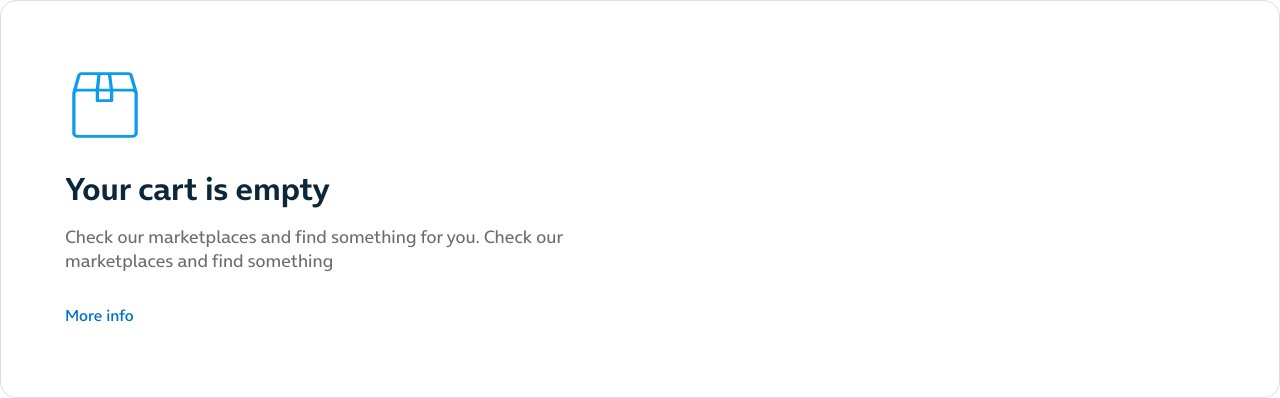 Your cart is empty
Check our marketplaces and find something for you. Check our
marketplaces and find something
More info